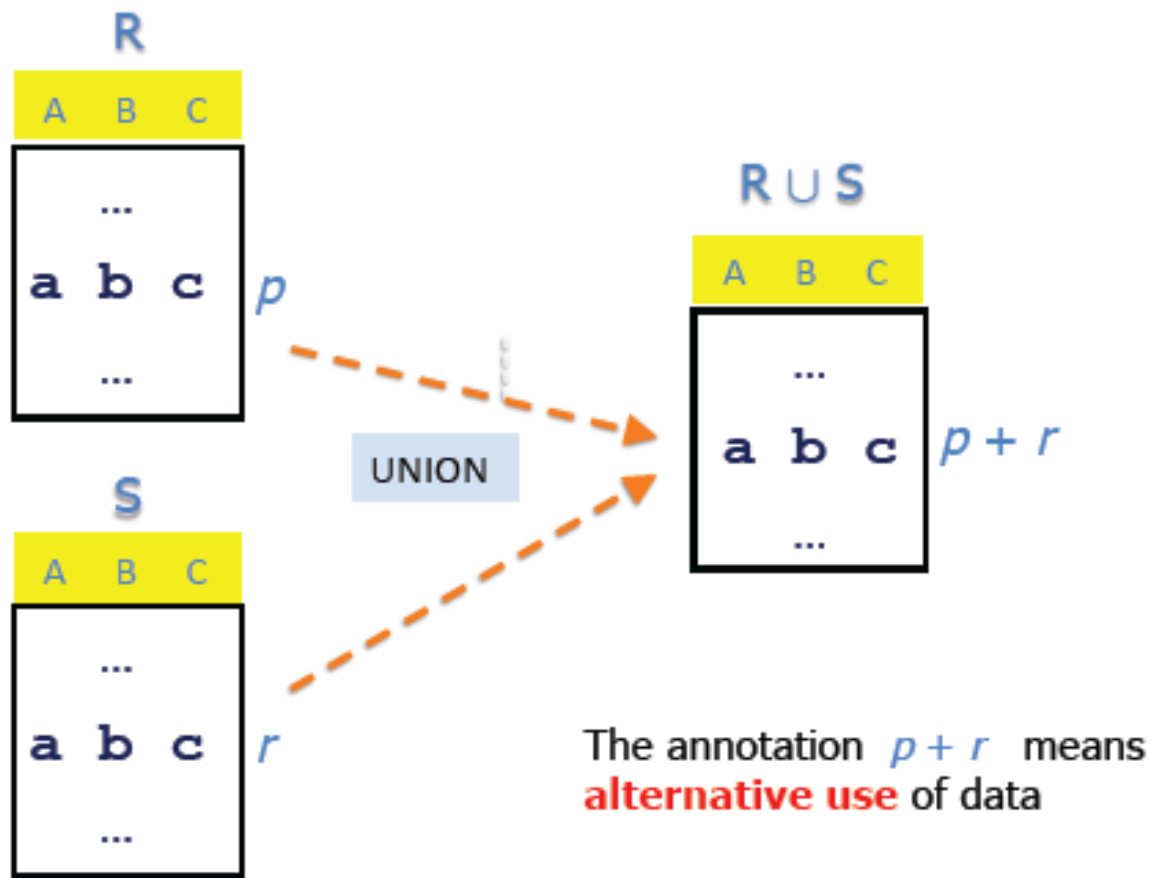 R
A B C
...
a b c p
...
S
A B C
...
a b c r
...
UNION
R ∪ S
A B C
...
a b c p + r
...
The annotation p + r means
alternative use of data